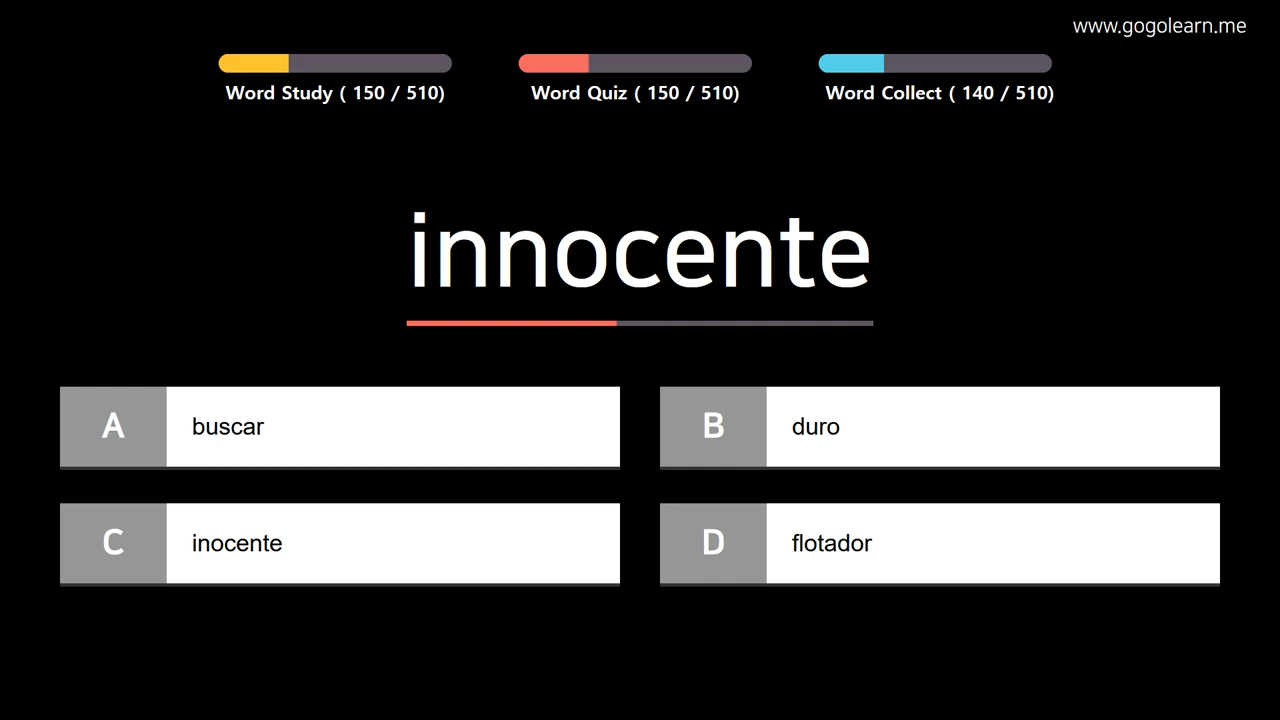 www.gogolearn.me
Word Study ( 150 / 510)
Word Quiz ( 150 / 510)
Word Collect ( 140 / 510)
innocente
A buscar
B duro
C inocente
D flotador